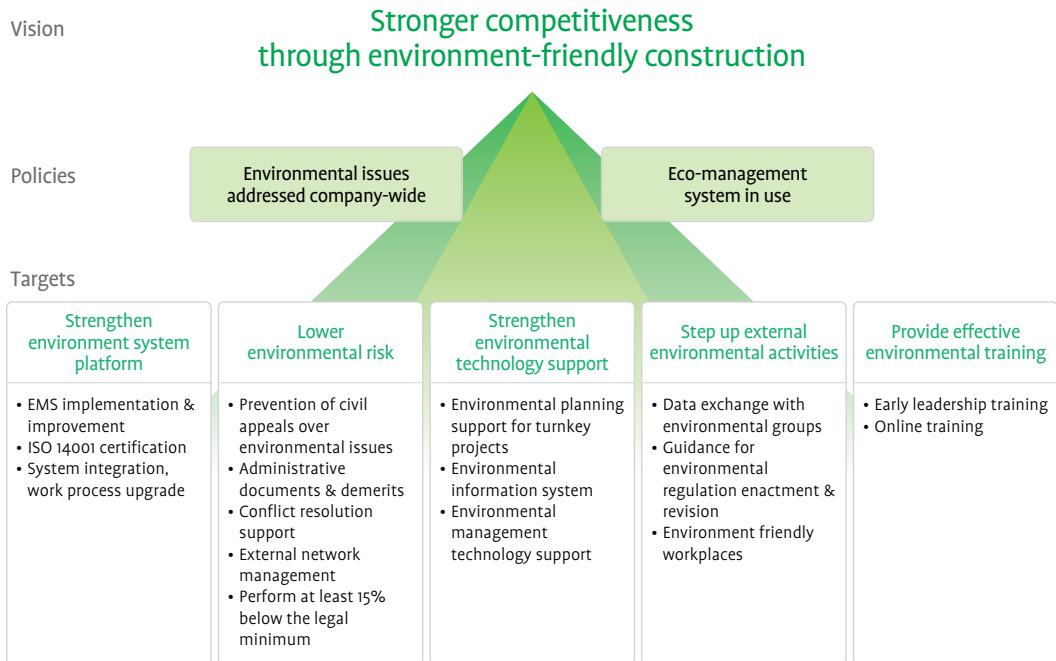 Vision
Stronger competitiveness
through environment-friendly construction
Policies
Environmental issues
addressed company-wide
Eco-management
system in use
Targets
Strengthen
environment system
platform
• EMS implementation &
improvement
• ISO 14001 certification
• System integration,
work process upgrade
Lower
environmental risk
• Prevention of civil
appeals over
environmental issues
• Administrative
documents & demerits
• Conflict resolution
support
• External network
management
• Perform at least 15%
below the legal
minimum
Strengthen
environmental
technology support
• Environmental planning
support for turnkey
projects
• Environmental
information system
• Environmental
management
technology support
Step up external
environmental activities
• Data exchange with
environmental groups
• Guidance for
environmental
regulation enactment &
revision
• Environment friendly
workplaces
Provide effective
environmental training
• Early leadership training
• Online training